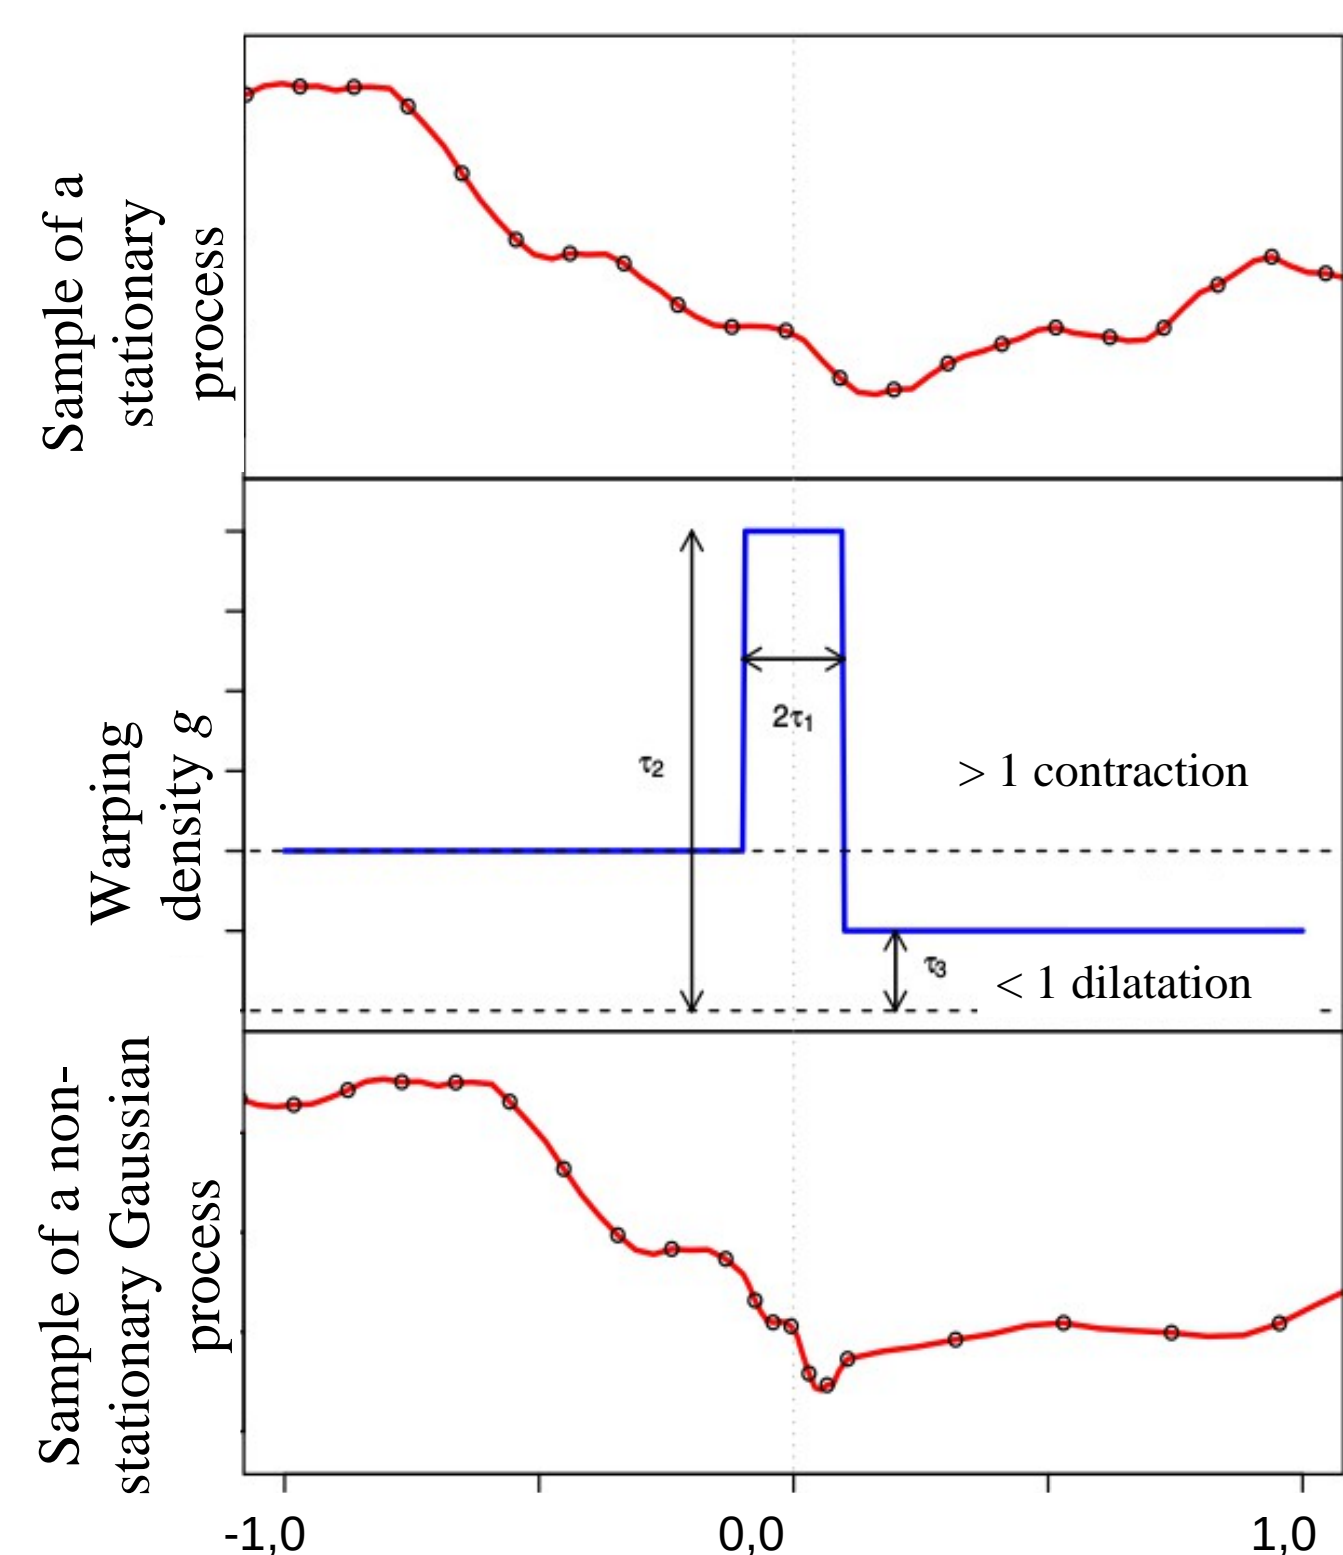 Sample of a
stationary
process
Warping
density g
τ2
2τ1
> 1 contraction
τ3
< 1 dilatation
Sample of a non-
stationary Gaussian
process
-1,0 0,0 1,0